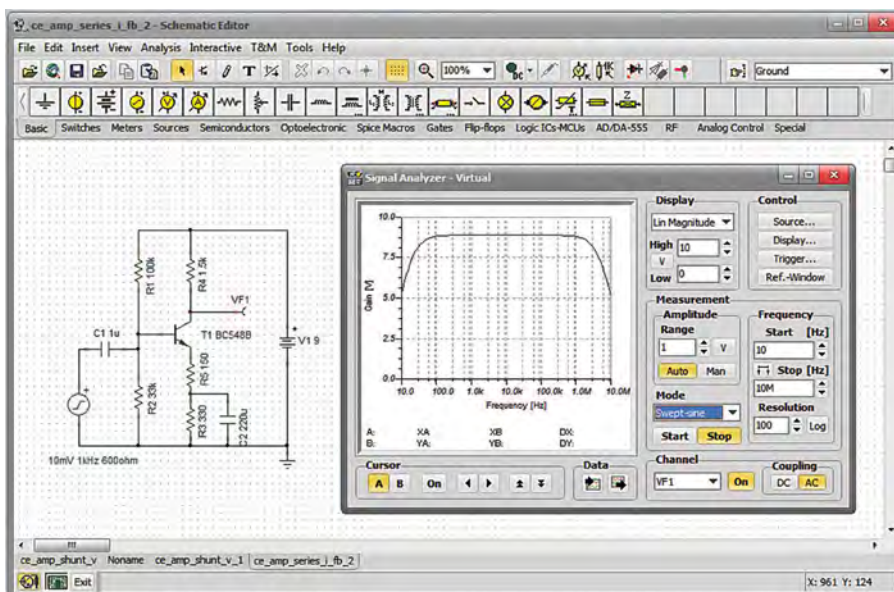 ce_amp_series_i_fb_2 - Schematic Editor
File Edit Insert View Analysis Interactive T&M Tools Help
100%
DC
Ground
Basic Switches Meters Sources Semiconductors Optoelectronic Spice Macros Gates Flip-flops Logic ICs-MCUs AD/DA-555 RF Analog Control Special
R1 100k
R4 1.5k
VF1
C1 1u
T1 BC548B
V1 9
R5 150
R2 33k
R3 330
C2 220u
10mV 1kHz 600ohm
Signal Analyzer - Virtual
10.0
7.5
5.0
2.5
0.0
Gain [V]
10.0 100.0 1.0k 10.0k 100.0k 1.0M 10.0M
Frequency [Hz]
A: XA XB DX:
B: YA: YB: DY:
Display
Lin Magnitude
High 10
V
Low 0
Control
Source...
Display...
Trigger...
Ref.-Window
Measurement
Amplitude
Range
1 V
Auto Man
Mode
Swept-sine
Start Stop
Frequency
Start [Hz]
10
Stop [Hz]
10M
Resolution
100 Log
Cursor
A B On
Data
Channel
VF1 On
Coupling
DC AC
ce_amp_shunt_v Noname ce_amp_shunt_v_1 ce_amp_series_i_fb_2
Exit
X: 961 Y: 124